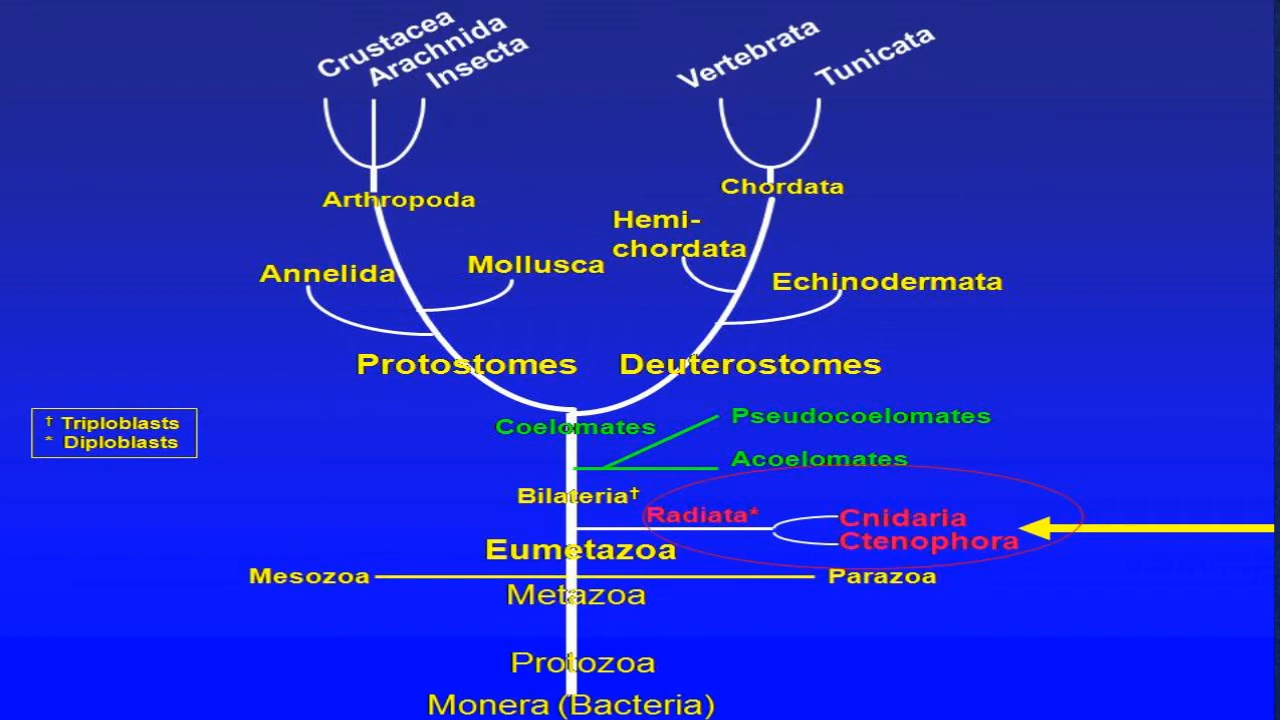 Crustacea
Arachnida
Insecta
Vertebrata
Tunicata
Arthropoda
Chordata
Hemi-
chordata
Annelida
Mollusca
Echinodermata
Protostomes
Deuterostomes
Coelomates
Pseudocoelomates
† Triploblasts
* Diploblasts
Acoelomates
Bilateria†
Radiata*
Cnidaria
Ctenophora
Eumetazoa
Mesozoa
Parazoa
Metazoa
Protozoa
Monera (Bacteria)